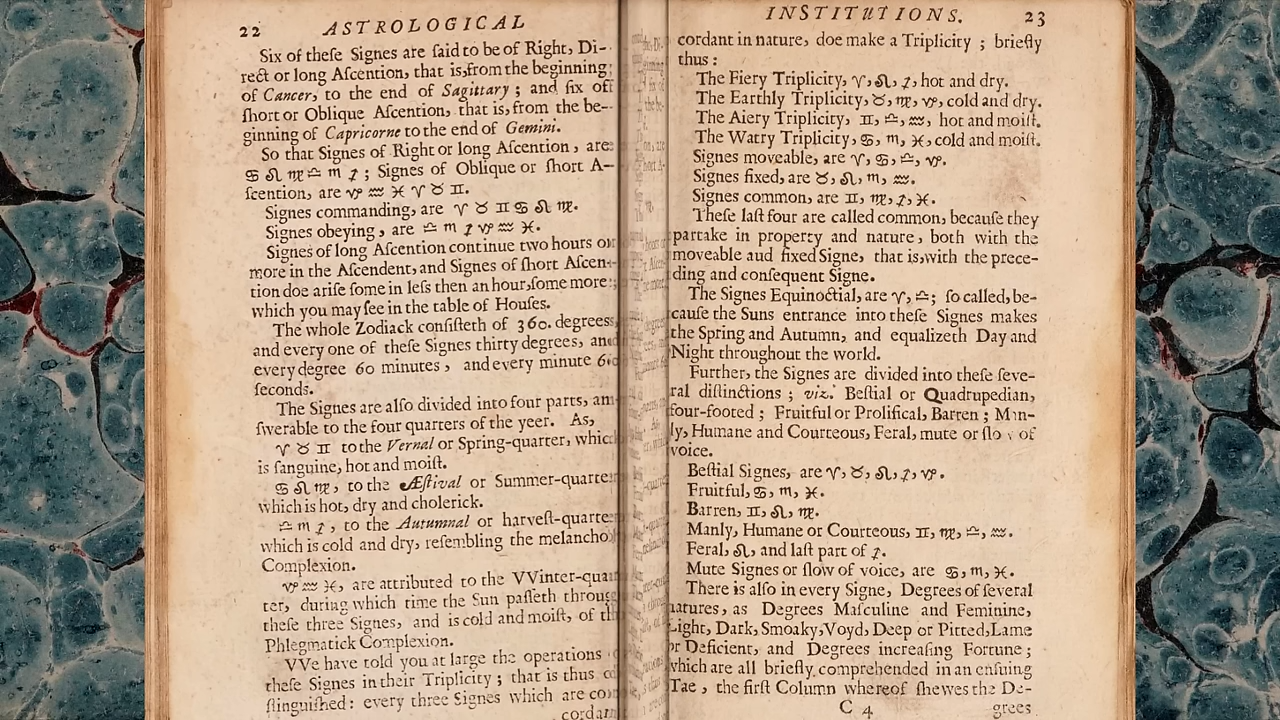 22 ASTROLOGICAL
Six of theſe Signes are ſaid to be of Right, Di-
rect or long Aſcention, that is, from the beginning
of Cancer, to the end of Sagittary; and ſix of
ſhort or Oblique Aſcention, that is, from the be-
ginning of Capricorne to the end of Gemini.
So that Signes of Right or long Aſcention, are
♋ ♌ ♍ ♎ ♏ ♐; Signes of Oblique or ſhort A-
ſcention, are ♑ ♒ ♓ ♈ ♉ ♊.
Signes commanding, are ♈ ♉ ♊ ♋ ♌ ♍.
Signes obeying, are ♎ ♏ ♐ ♑ ♒ ♓.
Signes of long Aſcention continue two hours or
more in the Aſcendent, and Signes of ſhort Aſcen-
tion doe ariſe ſome in leſs then an hour, ſome more;
which you may ſee in the table of Houſes.
The whole Zodiack conſiſteth of 360. degrees,
and every one of theſe Signes thirty degrees, and
every degree 60 minutes, and every minute 60
ſeconds.
The Signes are alſo divided into four parts, an-
ſwerable to the four quarters of the yeer. As,
♈ ♉ ♊ to the Vernal or Spring-quarter, which
is ſanguine, hot and moiſt.
♋ ♌ ♍, to the Æſtival or Summer-quarter
which is hot, dry and cholerick.
♎ ♏ ♐, to the Autumnal or harveſt-quarter
which is cold and dry, reſembling the melancho
Complexion.
♑ ♒ ♓, are attributed to the VVinter-quar
ter, during which time the Sun paſſeth throug
theſe three Signes, and is cold and moiſt, of th
Phlegmatick Complexion.
VVe have told you at large the operations
theſe Signes in their Triplicity; that is thus
ſtinguiſhed: every three Signes which are con
cordant
INSTITUTIONS. 23
cordant in nature, doe make a Triplicity; briefly
thus:
The Fiery Triplicity, ♈, ♌, ♐, hot and dry.
The Earthly Triplicity, ♉, ♍, ♑, cold and dry.
The Aiery Triplicity, ♊, ♎, ♒, hot and moiſt.
The Watry Triplicity, ♋, ♏, ♓, cold and moiſt.
Signes moveable, are ♈, ♋, ♎, ♑.
Signes fixed, are ♉, ♌, ♏, ♒.
Signes common, are ♊, ♍, ♐, ♓.
Theſe laſt four are called common, becauſe they
partake in property and nature, both with the
moveable aud fixed Signe, that is, with the prece-
ding and conſequent Signe.
The Signes Equinoctial, are ♈, ♎; ſo called, be-
cauſe the Suns entrance into theſe Signes makes
the Spring and Autumn, and equalizeth Day and
Night throughout the world.
Further, the Signes are divided into theſe ſeve-
ral diſtinctions; viz. Beſtial or Quadrupedian,
four-footed; Fruitful or Prolifical, Barren; Man-
ly, Humane and Courteous, Feral, mute or ſlow of
voice.
Beſtial Signes, are ♈, ♉, ♌, ♐, ♑.
Fruitful, ♋, ♏, ♓.
Barren, ♊, ♌, ♍.
Manly, Humane or Courteous, ♊, ♍, ♎, ♒.
Feral, ♌, and laſt part of ♐.
Mute Signes or ſlow of voice, are ♋, ♏, ♓.
There is alſo in every Signe, Degrees of ſeveral
natures, as Degrees Maſculine and Feminine,
Light, Dark, Smoaky, Voyd, Deep or Pitted, Lame
or Deficient, and Degrees increaſing Fortune;
which are all briefly comprehended in an enſuing
Tae, the firſt Column whereof ſhewes the De-
C 4 grees